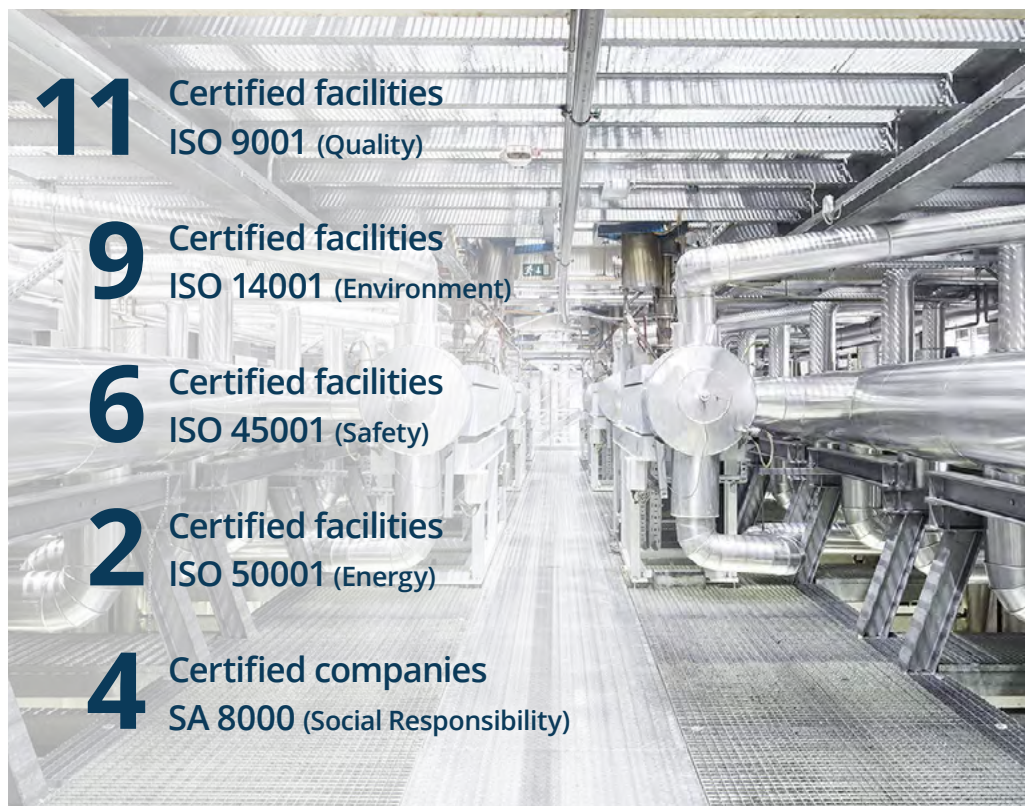 11 Certified facilities
ISO 9001 (Quality)
9 Certified facilities
ISO 14001 (Environment)
6 Certified facilities
ISO 45001 (Safety)
2 Certified facilities
ISO 50001 (Energy)
4 Certified companies
SA 8000 (Social Responsibility)